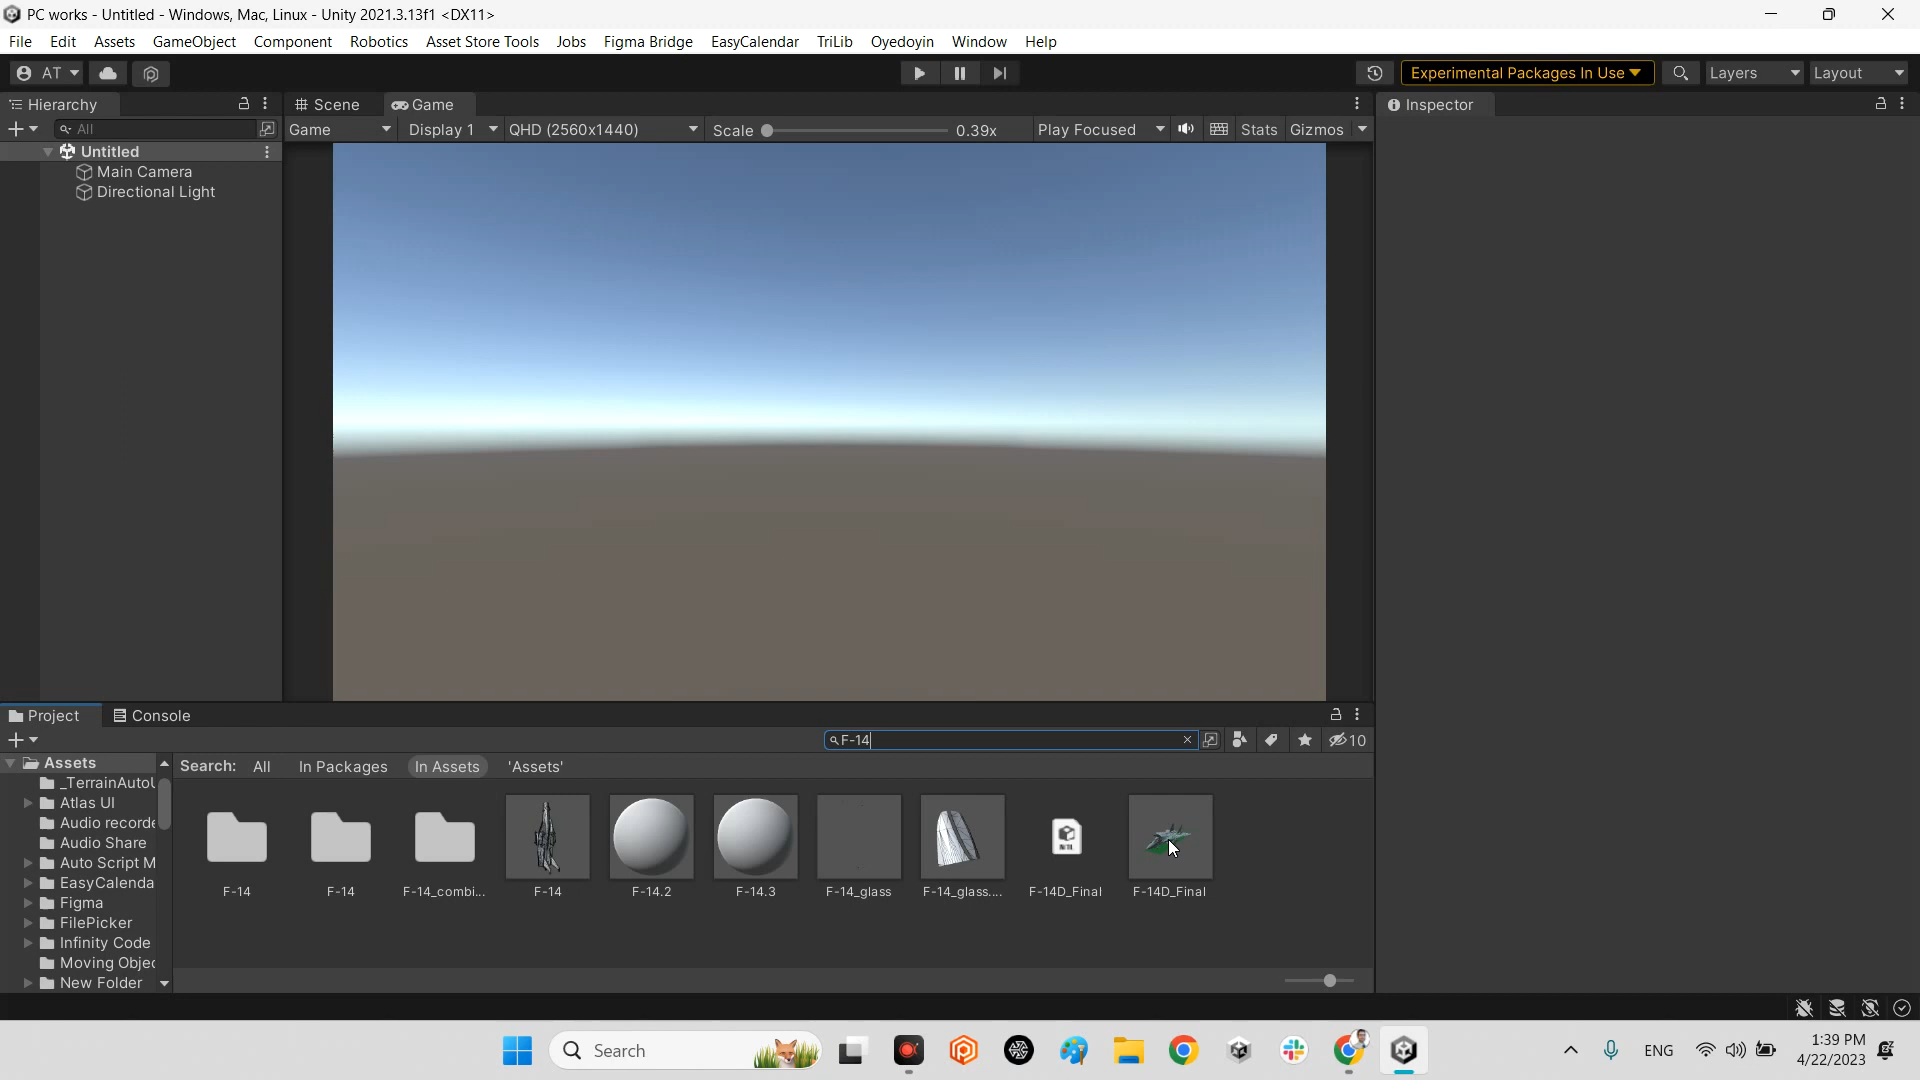 PC works - Untitled - Windows, Mac, Linux - Unity 2021.3.13f1 <DX11>
File Edit Assets GameObject Component Robotics Asset Store Tools Jobs Figma Bridge EasyCalendar TriLib Oyedoyin Window Help
AT Experimental Packages In Use Layers Layout
Hierarchy Scene Game Inspector
All Game Display 1 QHD (2560x1440) Scale 0.39x Play Focused Stats Gizmos
Untitled
Main Camera
Directional Light
Project Console
F-14 10
Assets Search: All In Packages In Assets 'Assets'
_TerrainAutoU
Atlas UI
Audio recorde
Audio Share
Auto Script M
EasyCalenda
Figma
FilePicker
Infinity Code
Moving Objec
New Folder
F-14 F-14 F-14_combi... F-14 F-14.2 F-14.3 F-14_glass F-14_glass.... F-14D_Final F-14D_Final
Search ENG 1:39 PM
4/22/2023